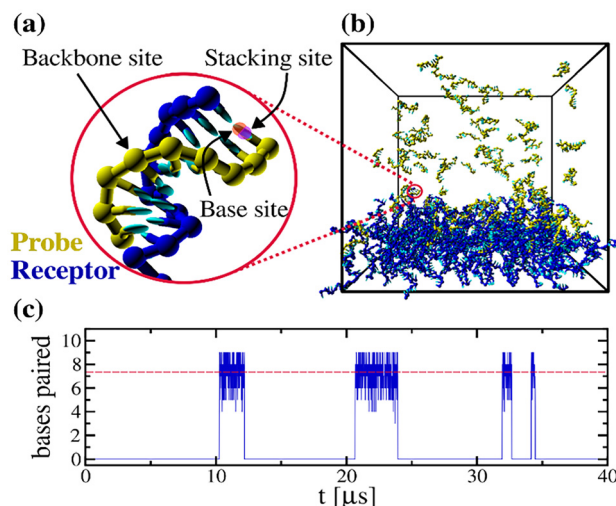 (a)
Backbone site
Stacking site
Base site
Probe
Receptor
(b)
(c)
bases paired
10
8
6
4
2
0
0
10
20
30
40
t [μs]